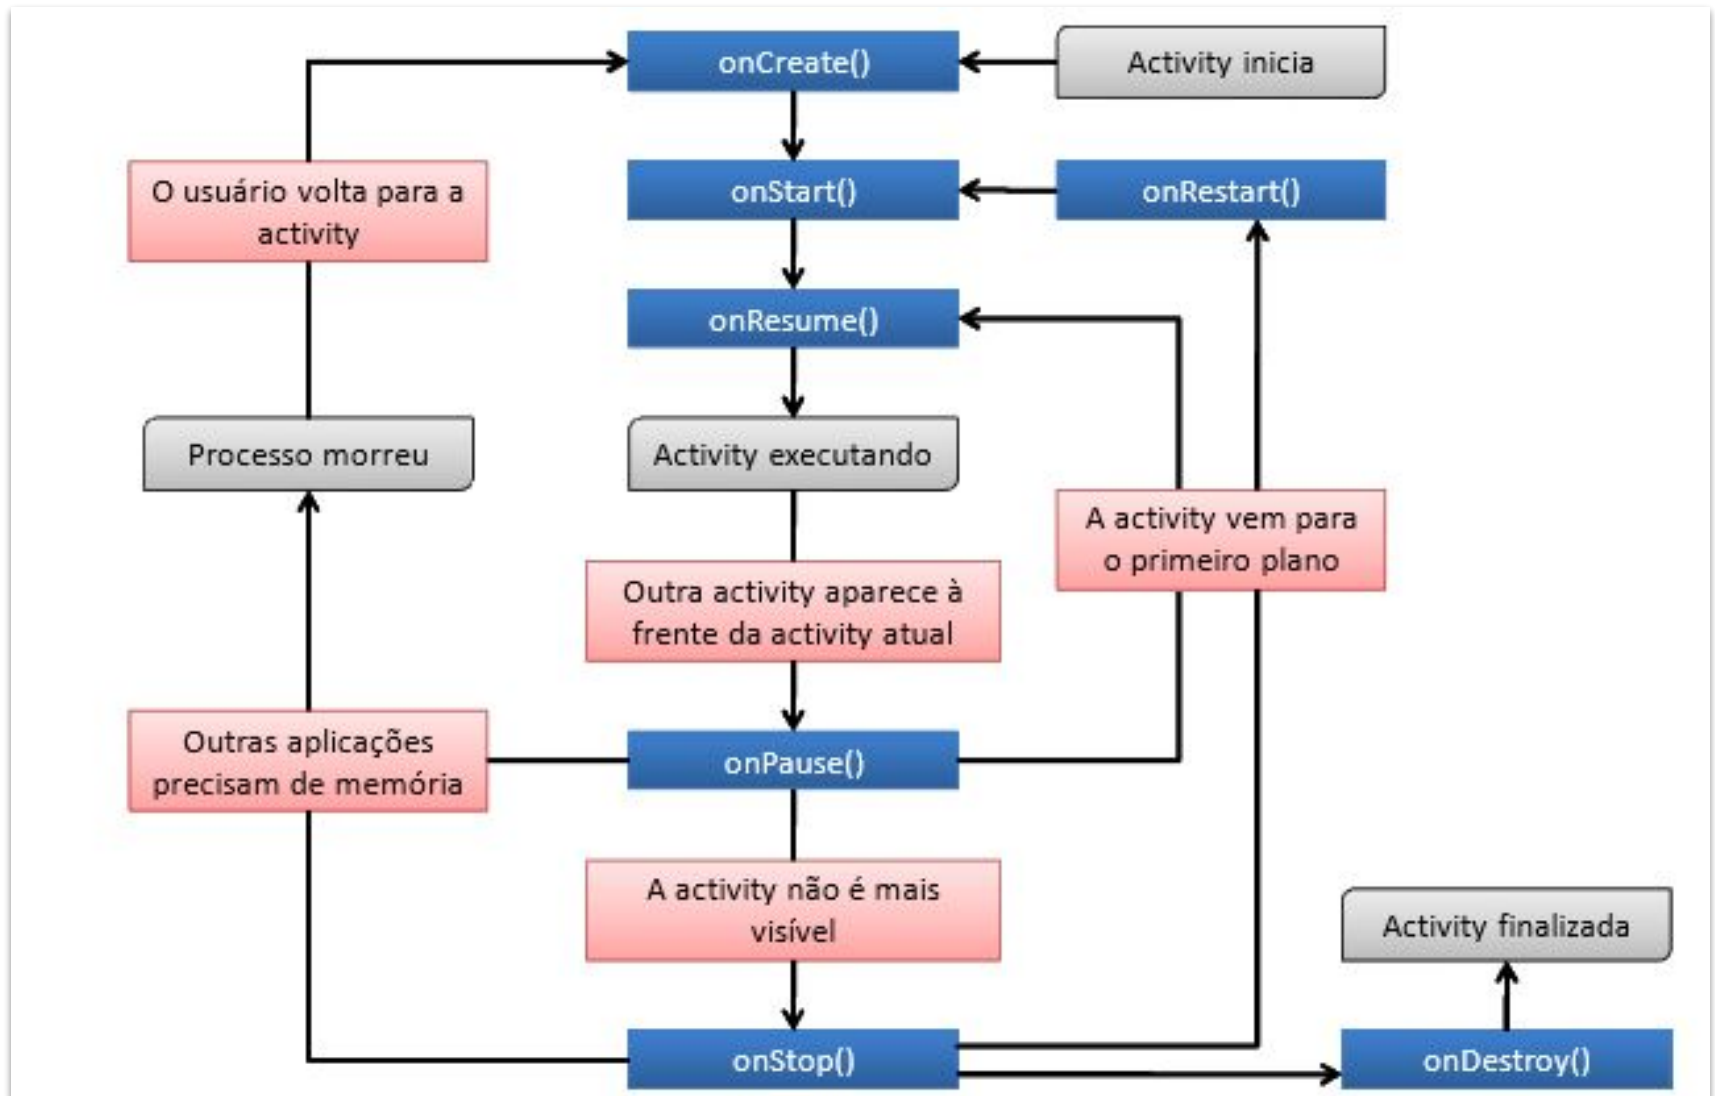 onCreate()
Activity inicia
O usuário volta para a
activity
onStart()
onRestart()
onResume()
Processo morreu
Activity executando
A activity vem para
o primeiro plano
Outra activity aparece à
frente da activity atual
Outras aplicações
precisam de memória
onPause()
A activity não é mais
visível
Activity finalizada
onStop()
onDestroy()